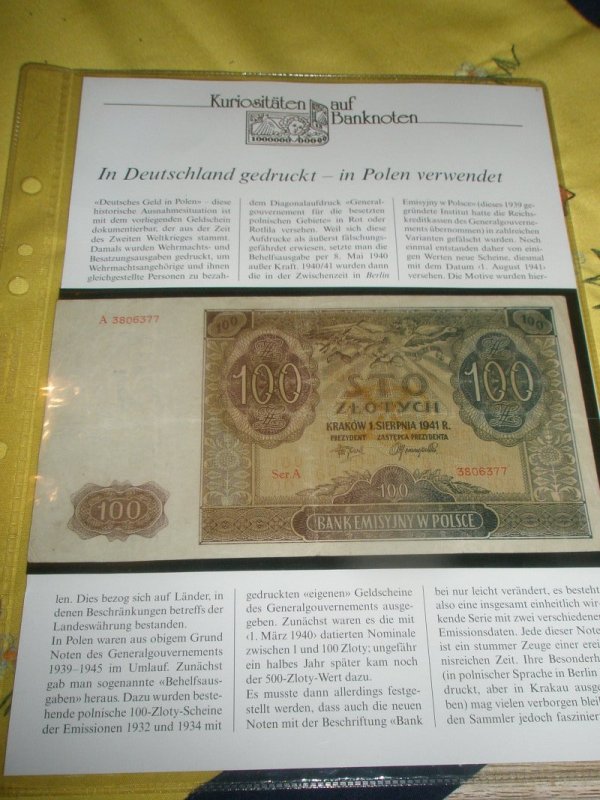 Kuriositäten auf
Banknoten
1000000
In Deutschland gedruckt – in Polen verwendet
«Deutsches Geld in Polen» – diese
historische Ausnahmesituation ist
mit dem vorliegenden Geldschein
dokumentierbar, der aus der Zeit
des Zweiten Weltkrieges stammt.
Damals wurden Wehrmachts- und
Besatzungsausgaben gedruckt, um
Wehrmachtsangehörige und ihnen
gleichgestellte Personen zu bezah-
dem Diagonalaufdruck «General-
gouvernement für die besetzten
polnischen Gebiete» in Rot oder
Rotlila versehen. Weil sich diese
Aufdrucke als äußerst fälschungs-
gefährdet erwiesen, setzte man die
Behelfsausgabe per 8. Mai 1940
außer Kraft. 1940/41 wurden dann
die in der Zwischenzeit in Berlin
Emisyjny w Polsce» (dieses 1939 ge-
gründete Institut hatte die Reichs-
kreditkassen des Generalgouverne-
ments übernommen) in zahlreichen
Varianten gefälscht wurden. Noch
einmal entstanden daher von eini-
gen Werten neue Scheine, diesmal
mit dem Datum ‹1. August 1941›
versehen. Die Motive wurden hier-
A 3806377
100
100
100
100
STO
ZŁOTYCH
KRAKÓW 1. SIERPNIA 1941 R.
PREZYDENT ZASTĘPCA PREZYDENTA
Ser. A
3806377
100
100
BANK EMISYJNY W POLSCE
len. Dies bezog sich auf Länder, in
denen Beschränkungen betreffs der
Landeswährung bestanden.
In Polen waren aus obigem Grund
Noten des Generalgouvernements
1939–1945 im Umlauf. Zunächst
gab man sogenannte «Behelfsaus-
gaben» heraus. Dazu wurden beste-
hende polnische 100-Zloty-Scheine
der Emissionen 1932 und 1934 mit
gedruckten «eigenen» Geldscheine
des Generalgouvernements ausge-
geben. Zunächst waren es die mit
‹1. März 1940› datierten Nominale
zwischen 1 und 100 Zloty; ungefähr
ein halbes Jahr später kam noch
der 500-Zloty-Wert dazu.
Es musste dann allerdings festge-
stellt werden, dass auch die neuen
Noten mit der Beschriftung «Bank
bei nur leicht verändert, es besteht
also eine insgesamt einheitlich wir-
kende Serie mit zwei verschiedenen
Emissionsdaten. Jede dieser Noten
ist ein stummer Zeuge einer erei
nisreichen Zeit. Ihre Besonderh
(in polnischer Sprache in Berlin
druckt, aber in Krakau ausge
ben) mag vielen verborgen bleib
den Sammler jedoch faszinier